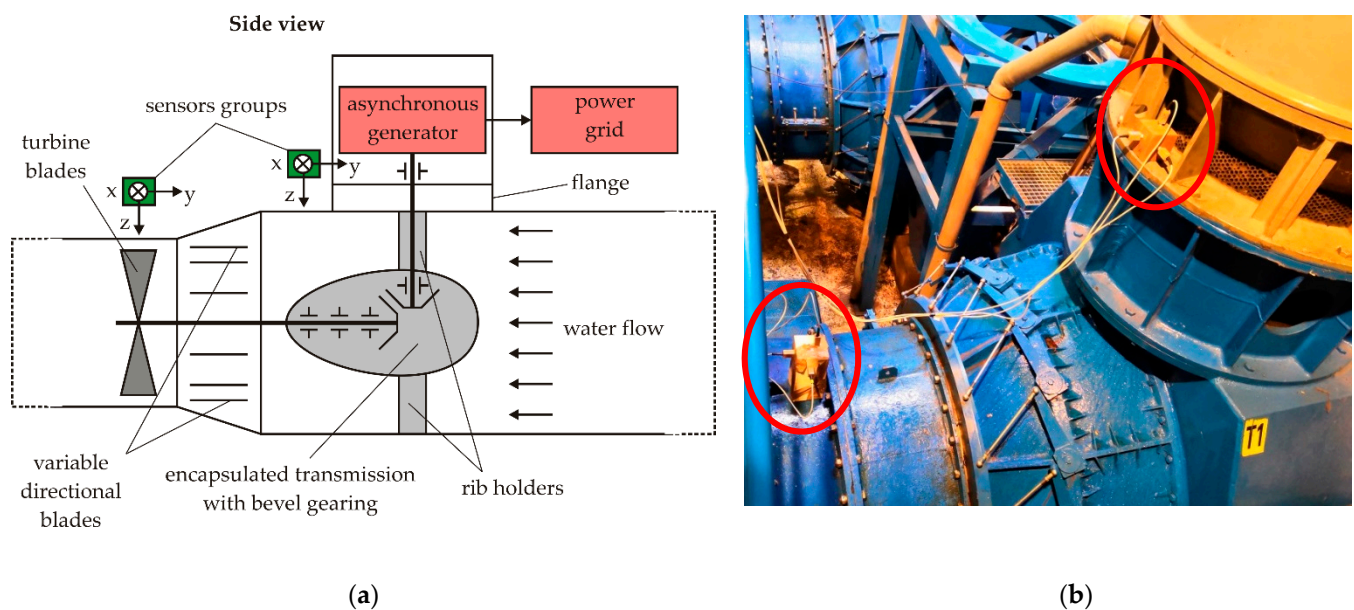 Side view
sensors groups
turbine
blades
asynchronous
generator
power
grid
x
y
z
x
y
z
flange
water flow
variable
directional
blades
encapsulated transmission
with bevel gearing
rib holders
T1
(a)
(b)